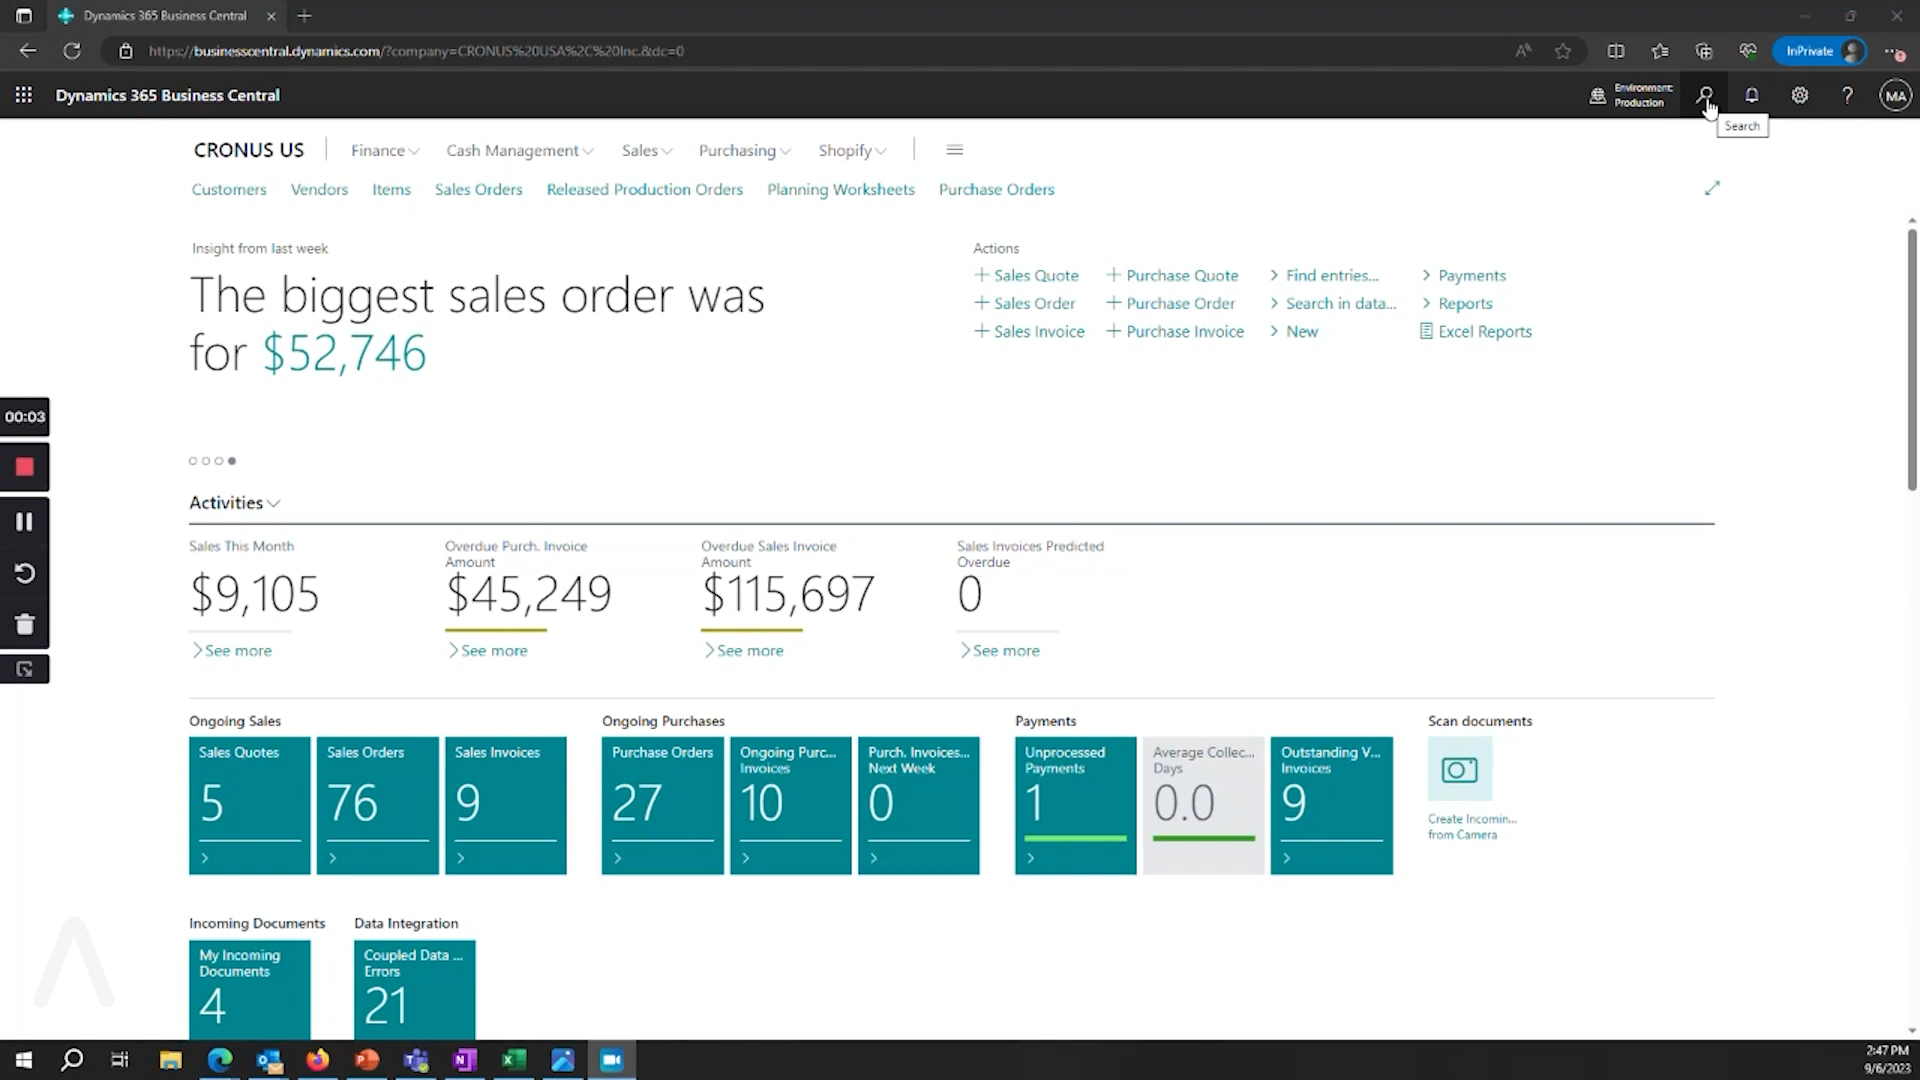 Dynamics 365 Business Central
https://businesscentral.dynamics.com/?company=CRONUS%20USA%2C%20Inc.&dc=0
InPrivate
Dynamics 365 Business Central
Environment:
Production
?
MA
Search
CRONUS US
Finance
Cash Management
Sales
Purchasing
Shopify
Customers
Vendors
Items
Sales Orders
Released Production Orders
Planning Worksheets
Purchase Orders
Insight from last week
The biggest sales order was
for $52,746
Actions
Sales Quote
Purchase Quote
Find entries...
Payments
Sales Order
Purchase Order
Search in data...
Reports
Sales Invoice
Purchase Invoice
New
Excel Reports
00:03
Activities
Sales This Month
$9,105
See more
Overdue Purch. Invoice
Amount
$45,249
See more
Overdue Sales Invoice
Amount
$115,697
See more
Sales Invoices Predicted
Overdue
0
See more
Ongoing Sales
Sales Quotes
5
Sales Orders
76
Sales Invoices
9
Ongoing Purchases
Purchase Orders
27
Ongoing Purc...
Invoices
10
Purch. Invoices...
Next Week
0
Payments
Unprocessed
Payments
1
Average Collec...
Days
0.0
Outstanding V...
Invoices
9
Scan documents
Create Incomin...
from Camera
Incoming Documents
My Incoming
Documents
4
Data Integration
Coupled Data ...
Errors
21
2:47 PM
9/6/2023